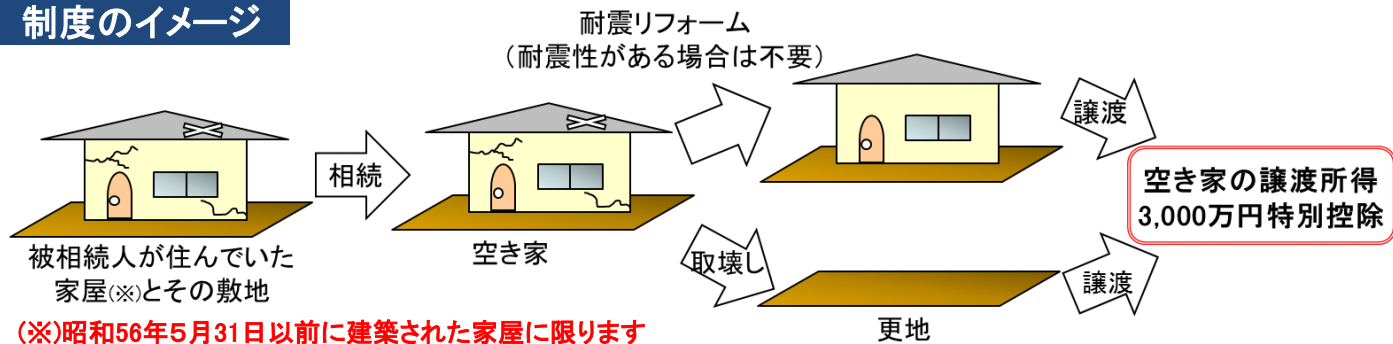 制度のイメージ
耐震リフォーム
(耐震性がある場合は不要)
譲渡
相続
空き家の譲渡所得
3,000万円特別控除
被相続人が住んでいた
家屋(※)とその敷地
空き家
取壊し
譲渡
更地
(※)昭和56年5月31日以前に建築された家屋に限ります